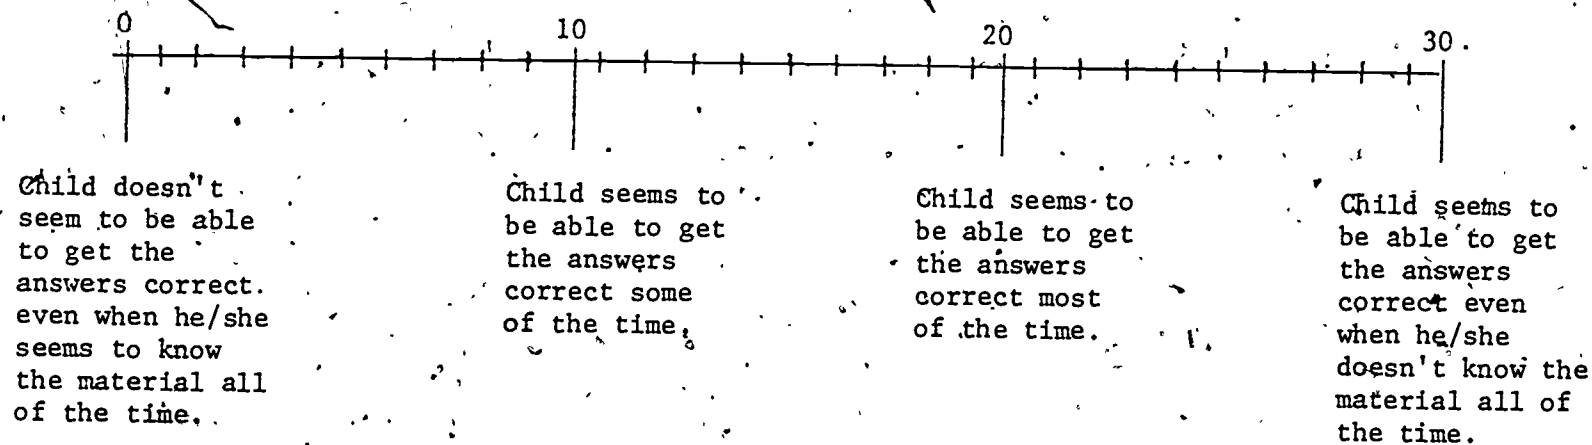 0 10 20 30
Child doesn't
seem to be able
to get the
answers correct.
even when he/she
seems to know
the material all
of the time.
Child seems to
be able to get
the answers
correct some
of the time.
Child seems to
be able to get
the answers
correct most
of the time.
Child seems to
be able to get
the answers
correct even
when he/she
doesn't know the
material all of
the time.